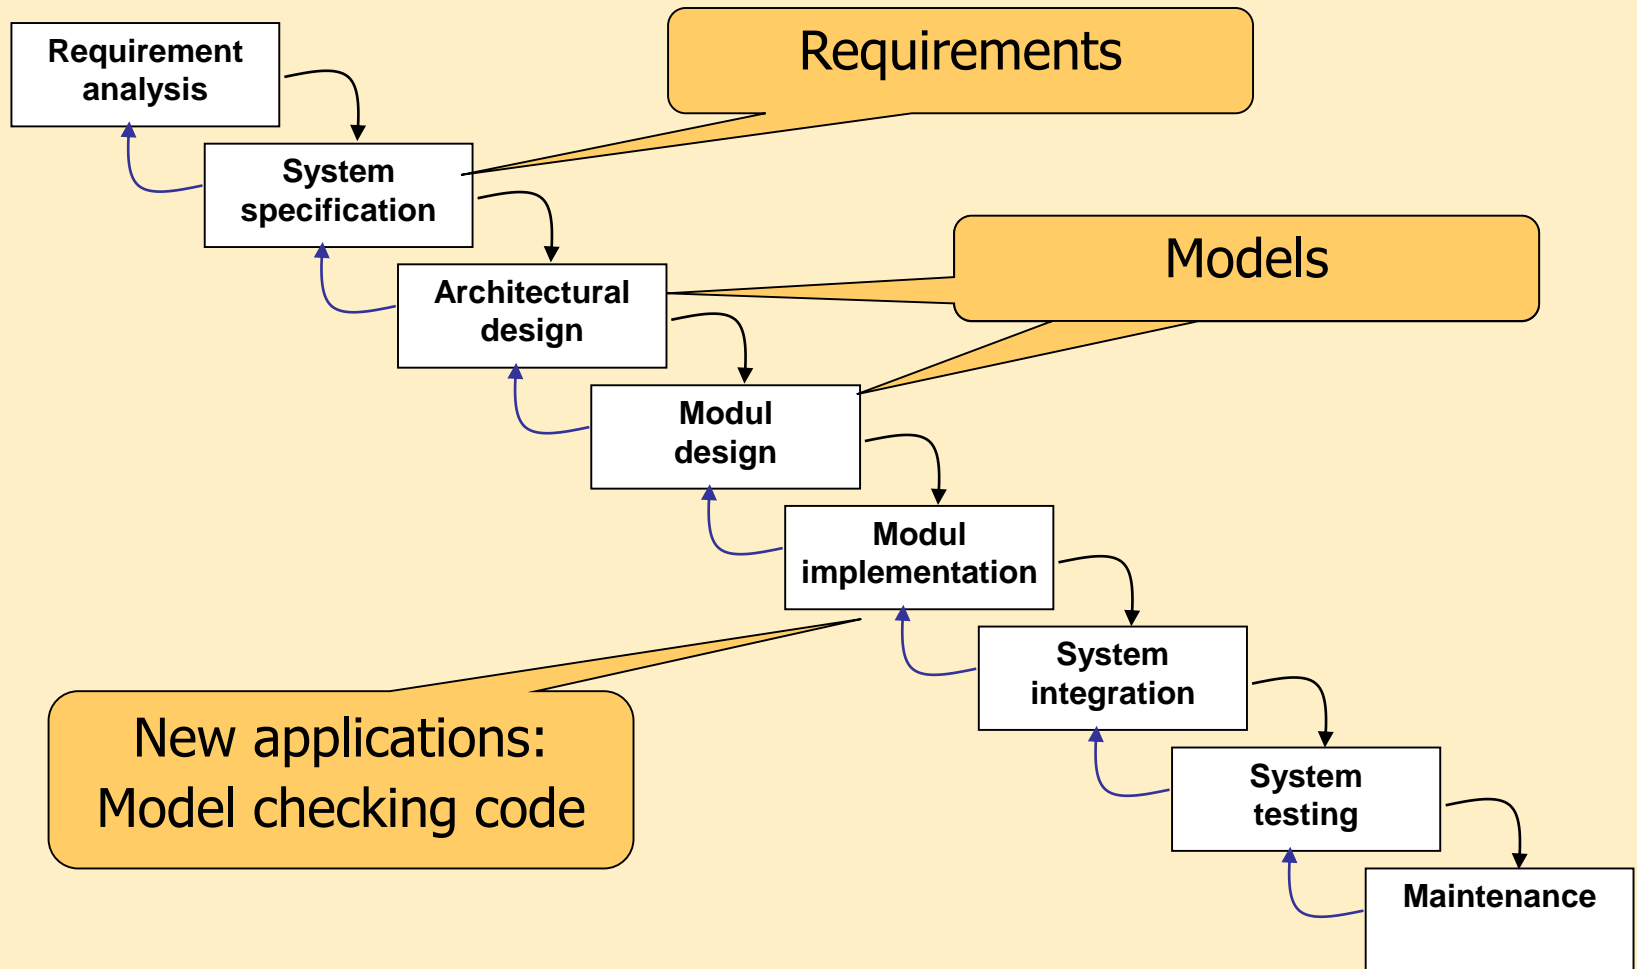 Requirement
analysis
Requirements
System
specification
Models
Architectural
design
Modul
design
Modul
implementation
System
integration
New applications:
Model checking code
System
testing
Maintenance